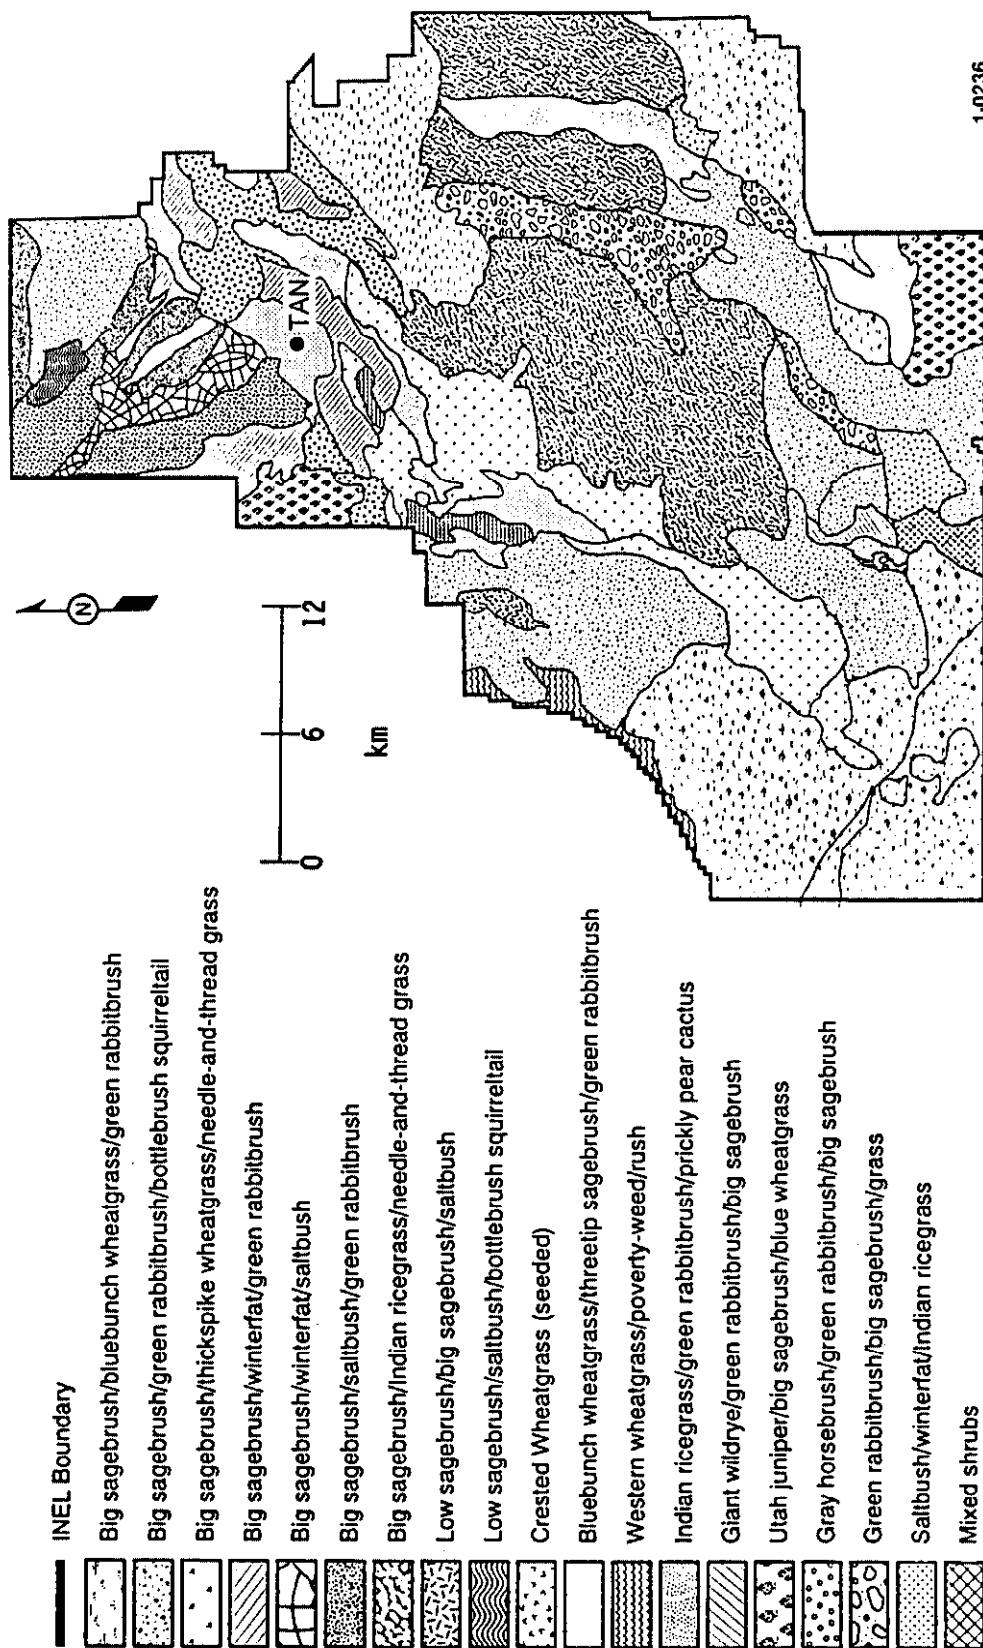 INEL Boundary
Big sagebrush/bluebunch wheatgrass/green rabbitbrush
Big sagebrush/green rabbitbrush/bottlebrush squirreltail
Big sagebrush/thickspike wheatgrass/needle-and-thread grass
Big sagebrush/winterfat/green rabbitbrush
Big sagebrush/winterfat/saltbush
Big sagebrush/saltbush/green rabbitbrush
Big sagebrush/Indian ricegrass/needle-and-thread grass
Low sagebrush/big sagebrush/saltbush
Low sagebrush/saltbush/bottlebrush squirreltail
Crested Wheatgrass (seeded)
Bluebunch wheatgrass/threetip sagebrush/green rabbitbrush
Western wheatgrass/poverty-weed/rush
Indian ricegrass/green rabbitbrush/prickly pear cactus
Giant wildrye/green rabbitbrush/big sagebrush
Utah juniper/big sagebrush/blue wheatgrass
Gray horsebrush/green rabbitbrush/big sagebrush
Green rabbitbrush/big sagebrush/grass
Saltbush/winterfat/Indian ricegrass
Mixed shrubs
N
0 6 12
km
TAN
1-0236